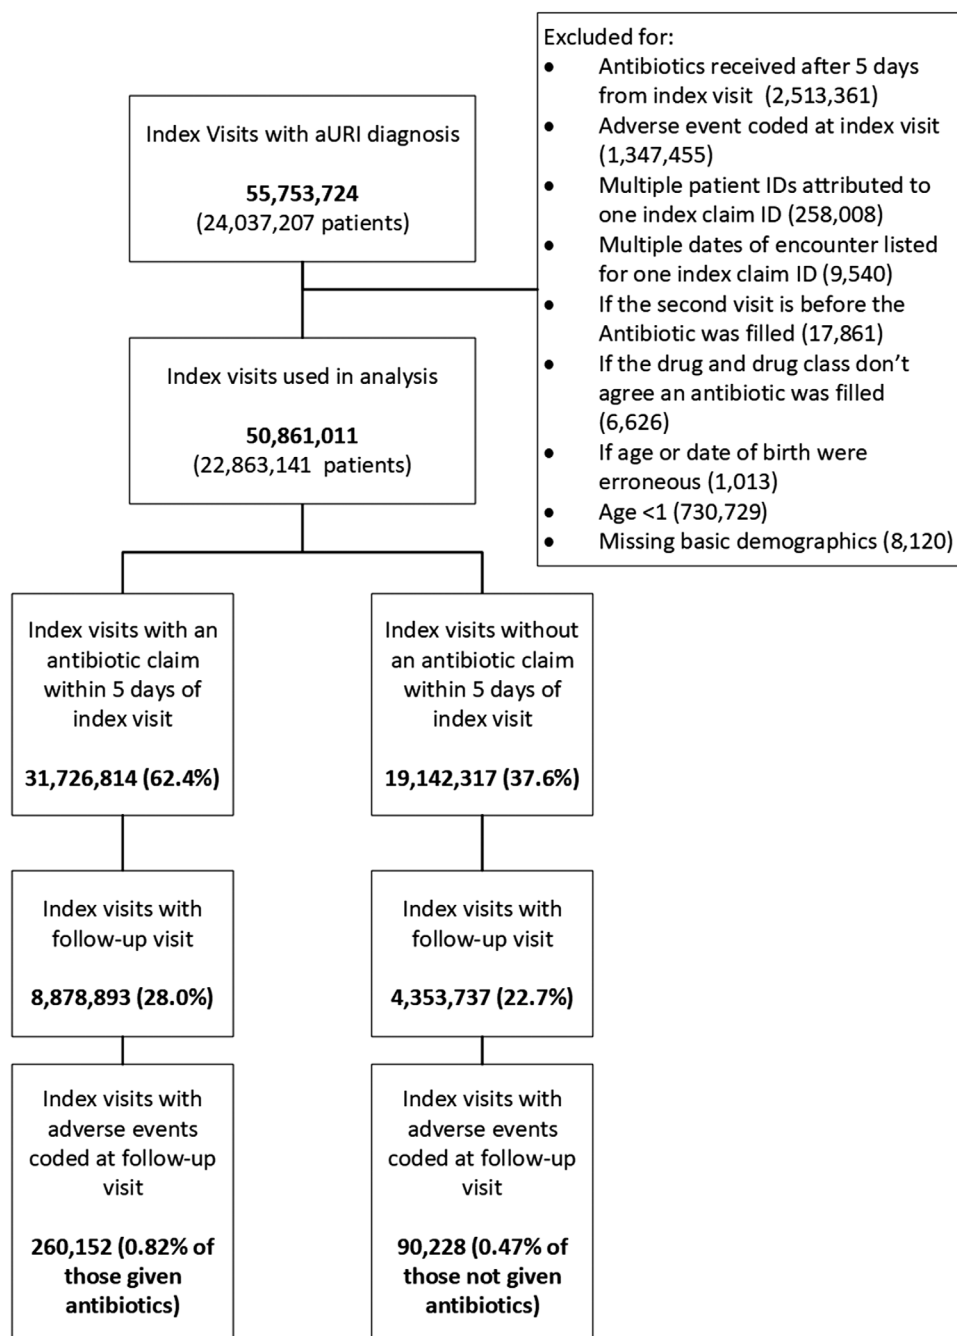 Index Visits with aURI diagnosis
55,753,724
(24,037,207 patients)
Excluded for:
• Antibiotics received after 5 days
from index visit (2,513,361)
• Adverse event coded at index visit
(1,347,455)
• Multiple patient IDs attributed to
one index claim ID (258,008)
• Multiple dates of encounter listed
for one index claim ID (9,540)
• If the second visit is before the
Antibiotic was filled (17,861)
• If the drug and drug class don't
agree an antibiotic was filled
(6,626)
• If age or date of birth were
erroneous (1,013)
• Age <1 (730,729)
• Missing basic demographics (8,120)
Index visits used in analysis
50,861,011
(22,863,141 patients)
Index visits with an
antibiotic claim
within 5 days of
index visit
31,726,814 (62.4%)
Index visits without
an antibiotic claim
within 5 days of
index visit
19,142,317 (37.6%)
Index visits with
follow-up visit
8,878,893 (28.0%)
Index visits with
follow-up visit
4,353,737 (22.7%)
Index visits with
adverse events
coded at follow-up
visit
260,152 (0.82% of
those given
antibiotics)
Index visits with
adverse events
coded at follow-up
visit
90,228 (0.47% of
those not given
antibiotics)